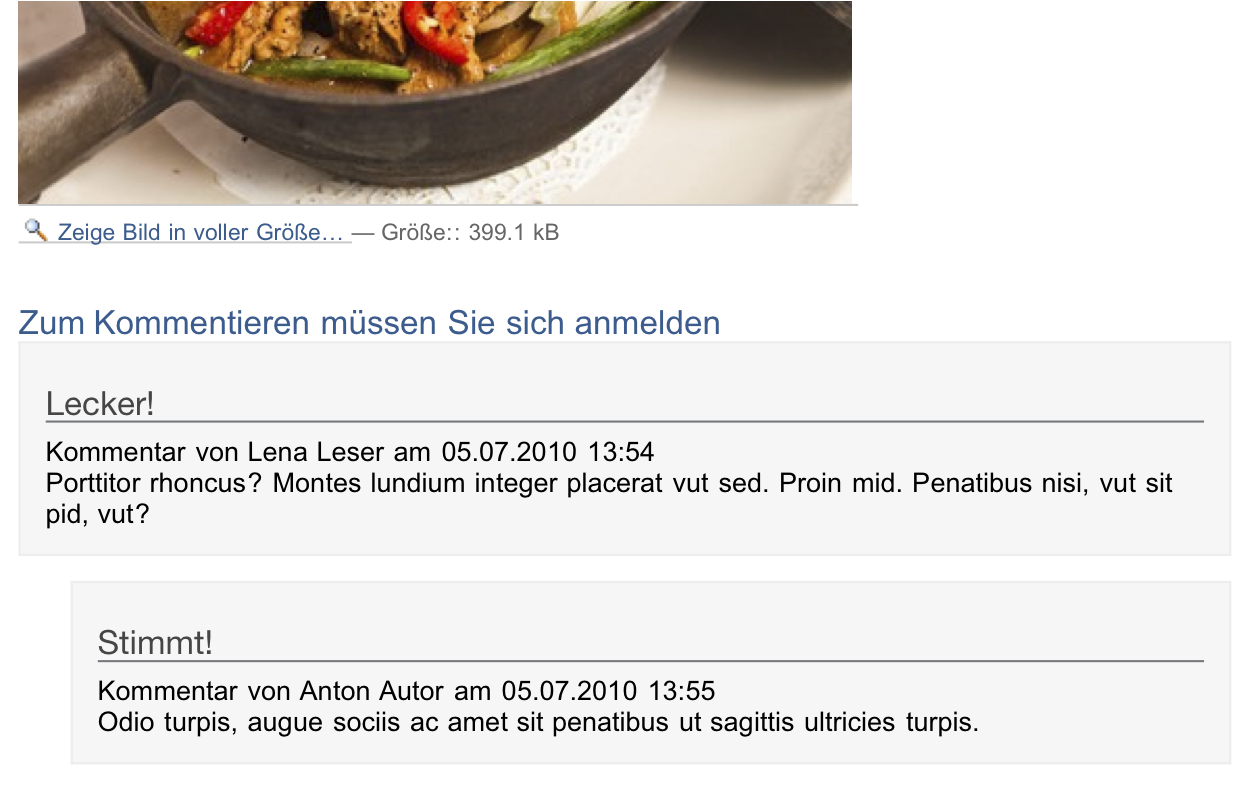 Zeige Bild in voller Größe… — Größe:: 399.1 kB
Zum Kommentieren müssen Sie sich anmelden
Lecker!
Kommentar von Lena Leser am 05.07.2010 13:54
Porttitor rhoncus? Montes lundium integer placerat vut sed. Proin mid. Penatibus nisi, vut sit
pid, vut?
Stimmt!
Kommentar von Anton Autor am 05.07.2010 13:55
Odio turpis, augue sociis ac amet sit penatibus ut sagittis ultricies turpis.